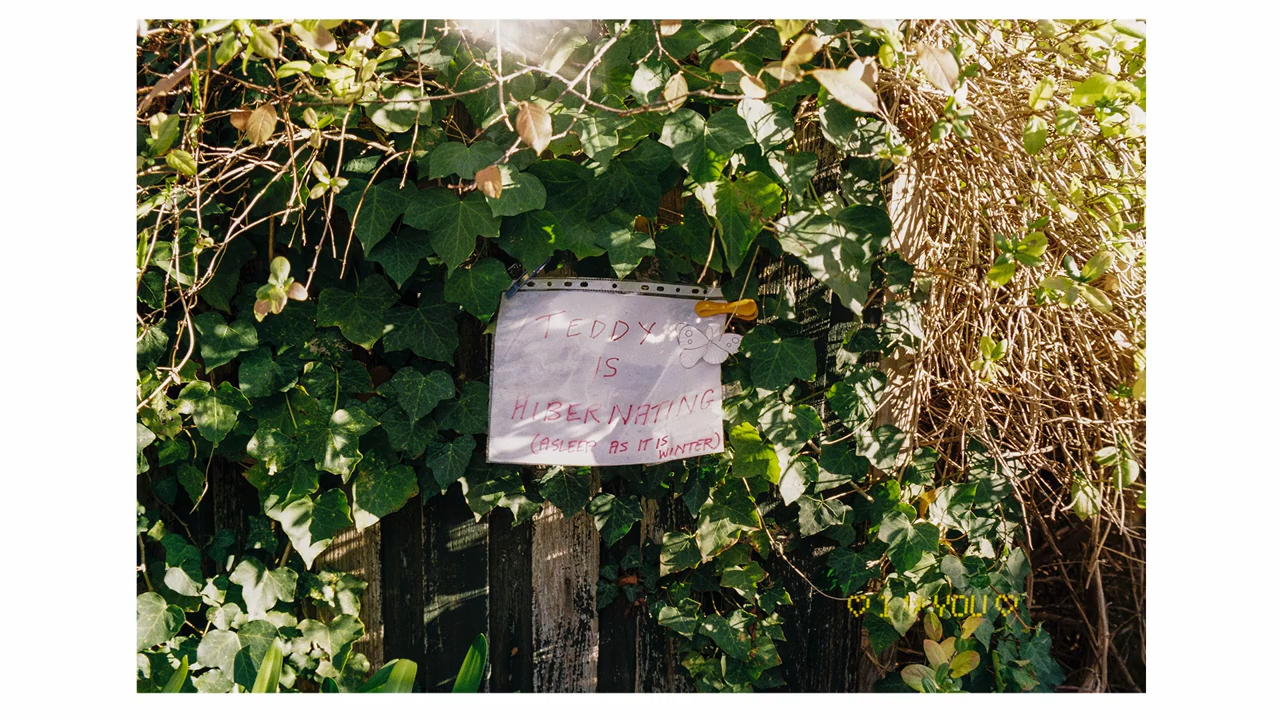 TEDDY
IS
HIBERNATING
(ASLEEP AS IT IS
WINTER)